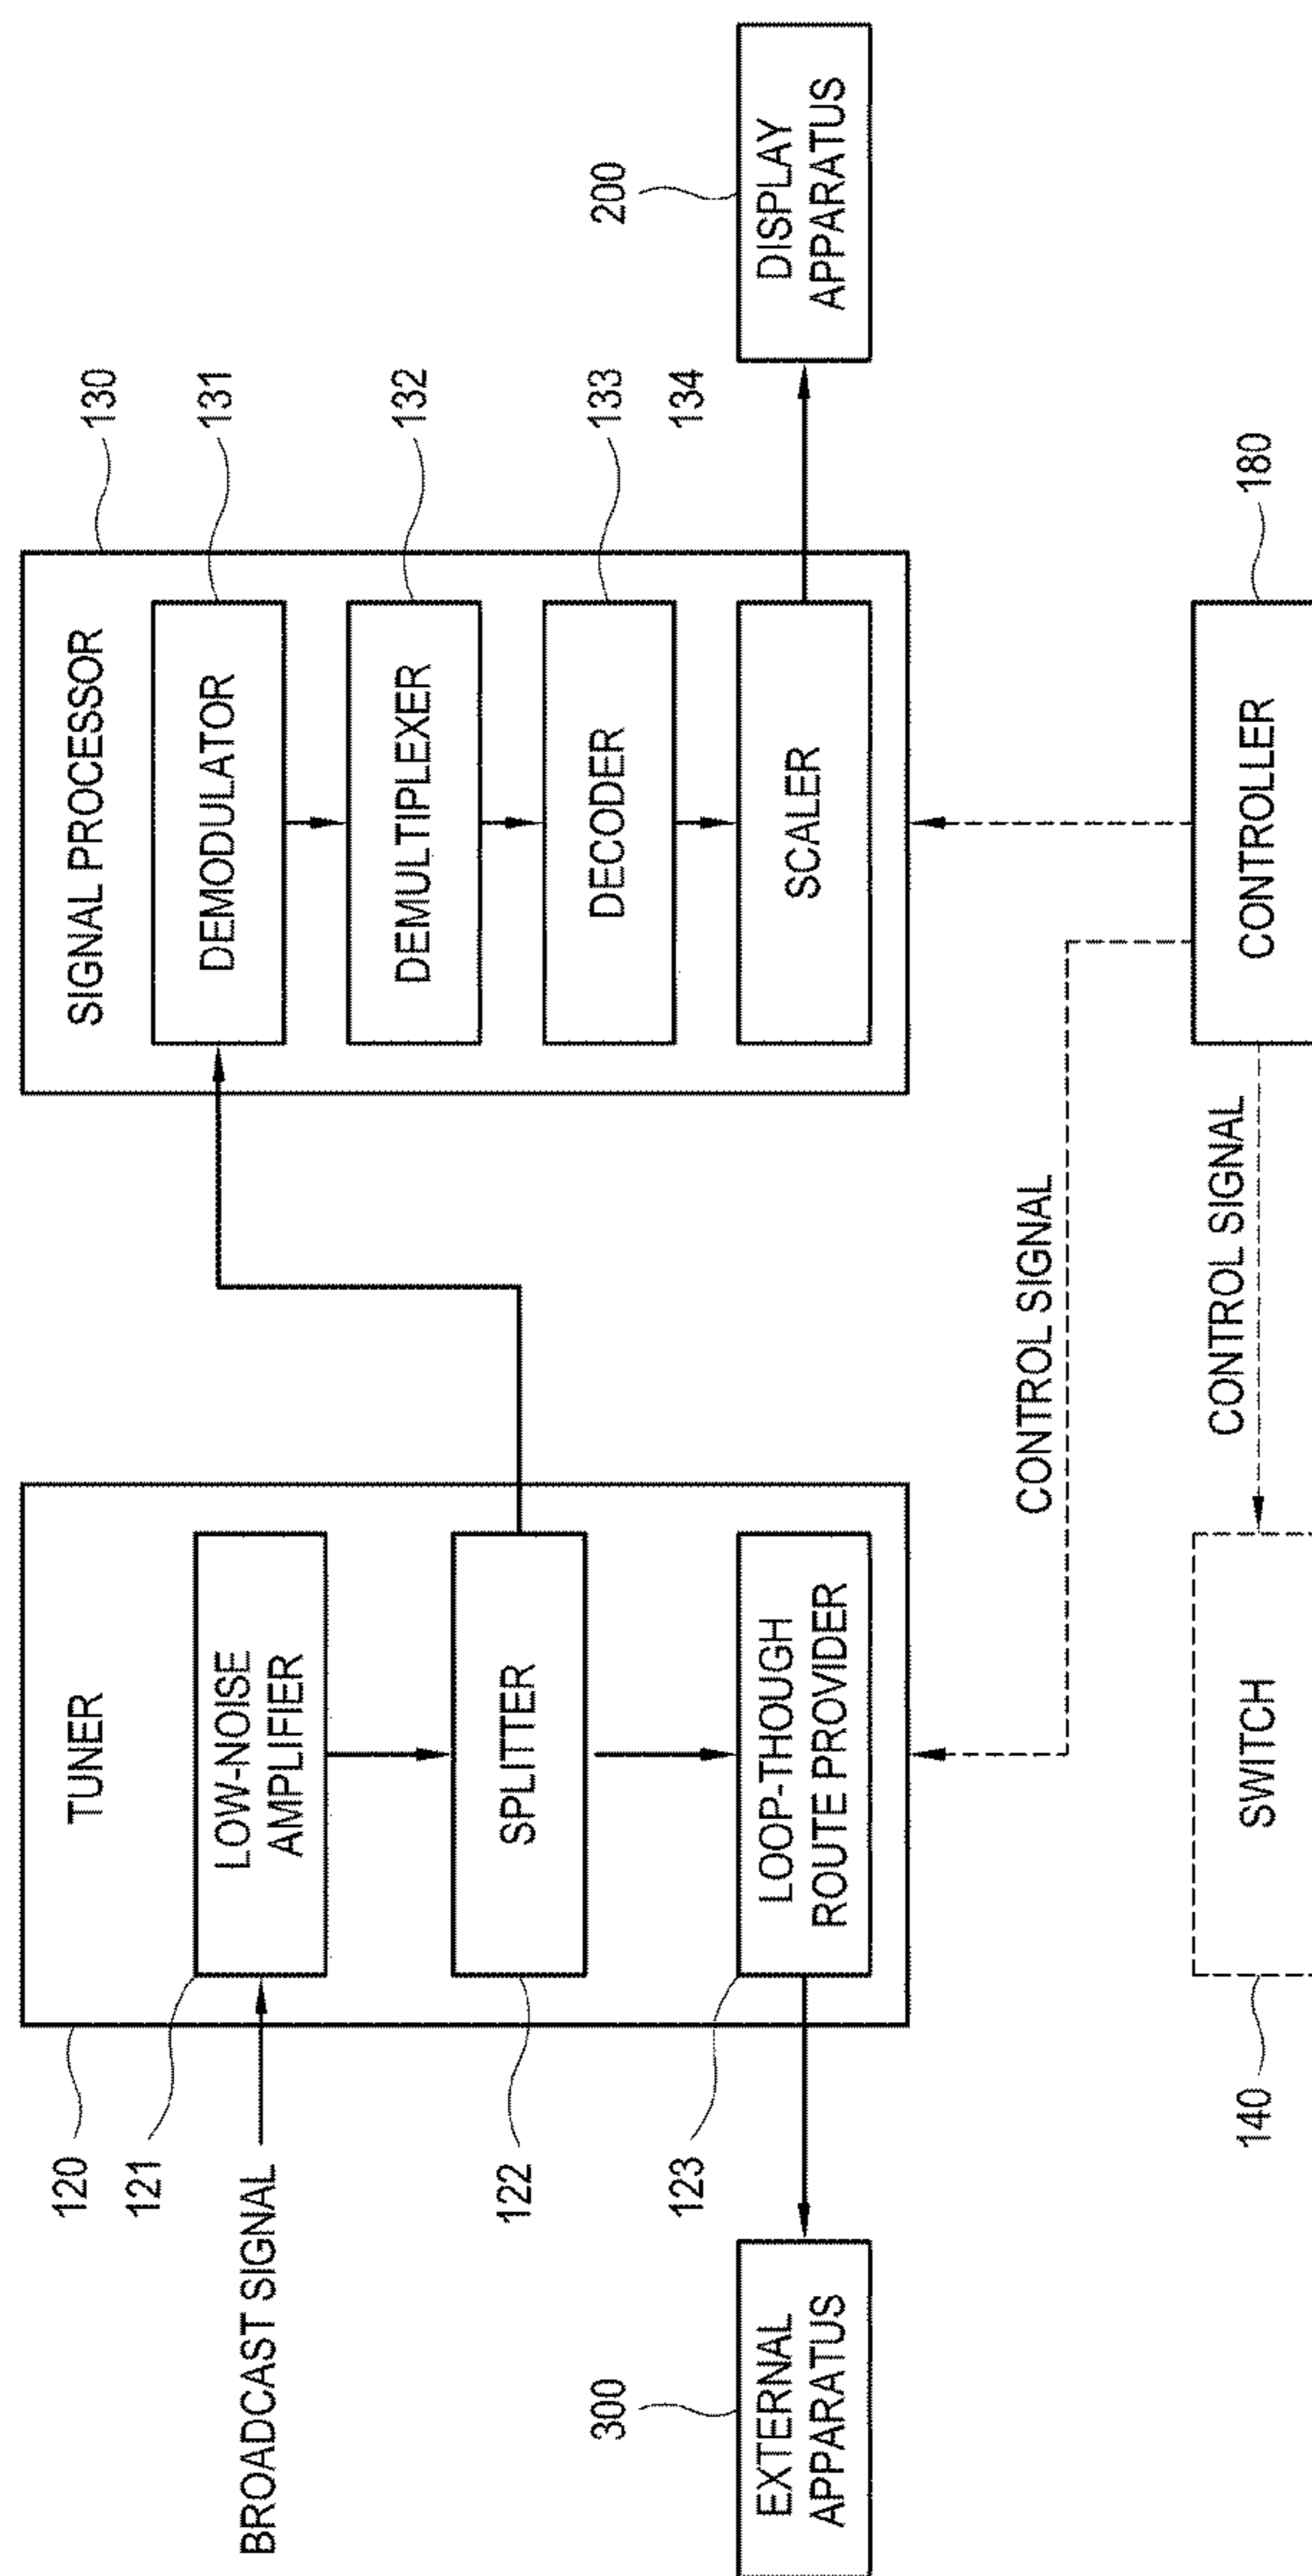 120
TUNER
121
BROADCAST SIGNAL
LOW-NOISE
AMPLIFIER
122
SPLITTER
123
LOOP-THOUGH
ROUTE PROVIDER
300
EXTERNAL
APPARATUS
130
SIGNAL PROCESSOR
131
DEMODULATOR
132
DEMULTIPLEXER
133
DECODER
134
SCALER
200
DISPLAY
APPARATUS
CONTROL SIGNAL
CONTROL SIGNAL
140
SWITCH
180
CONTROLLER